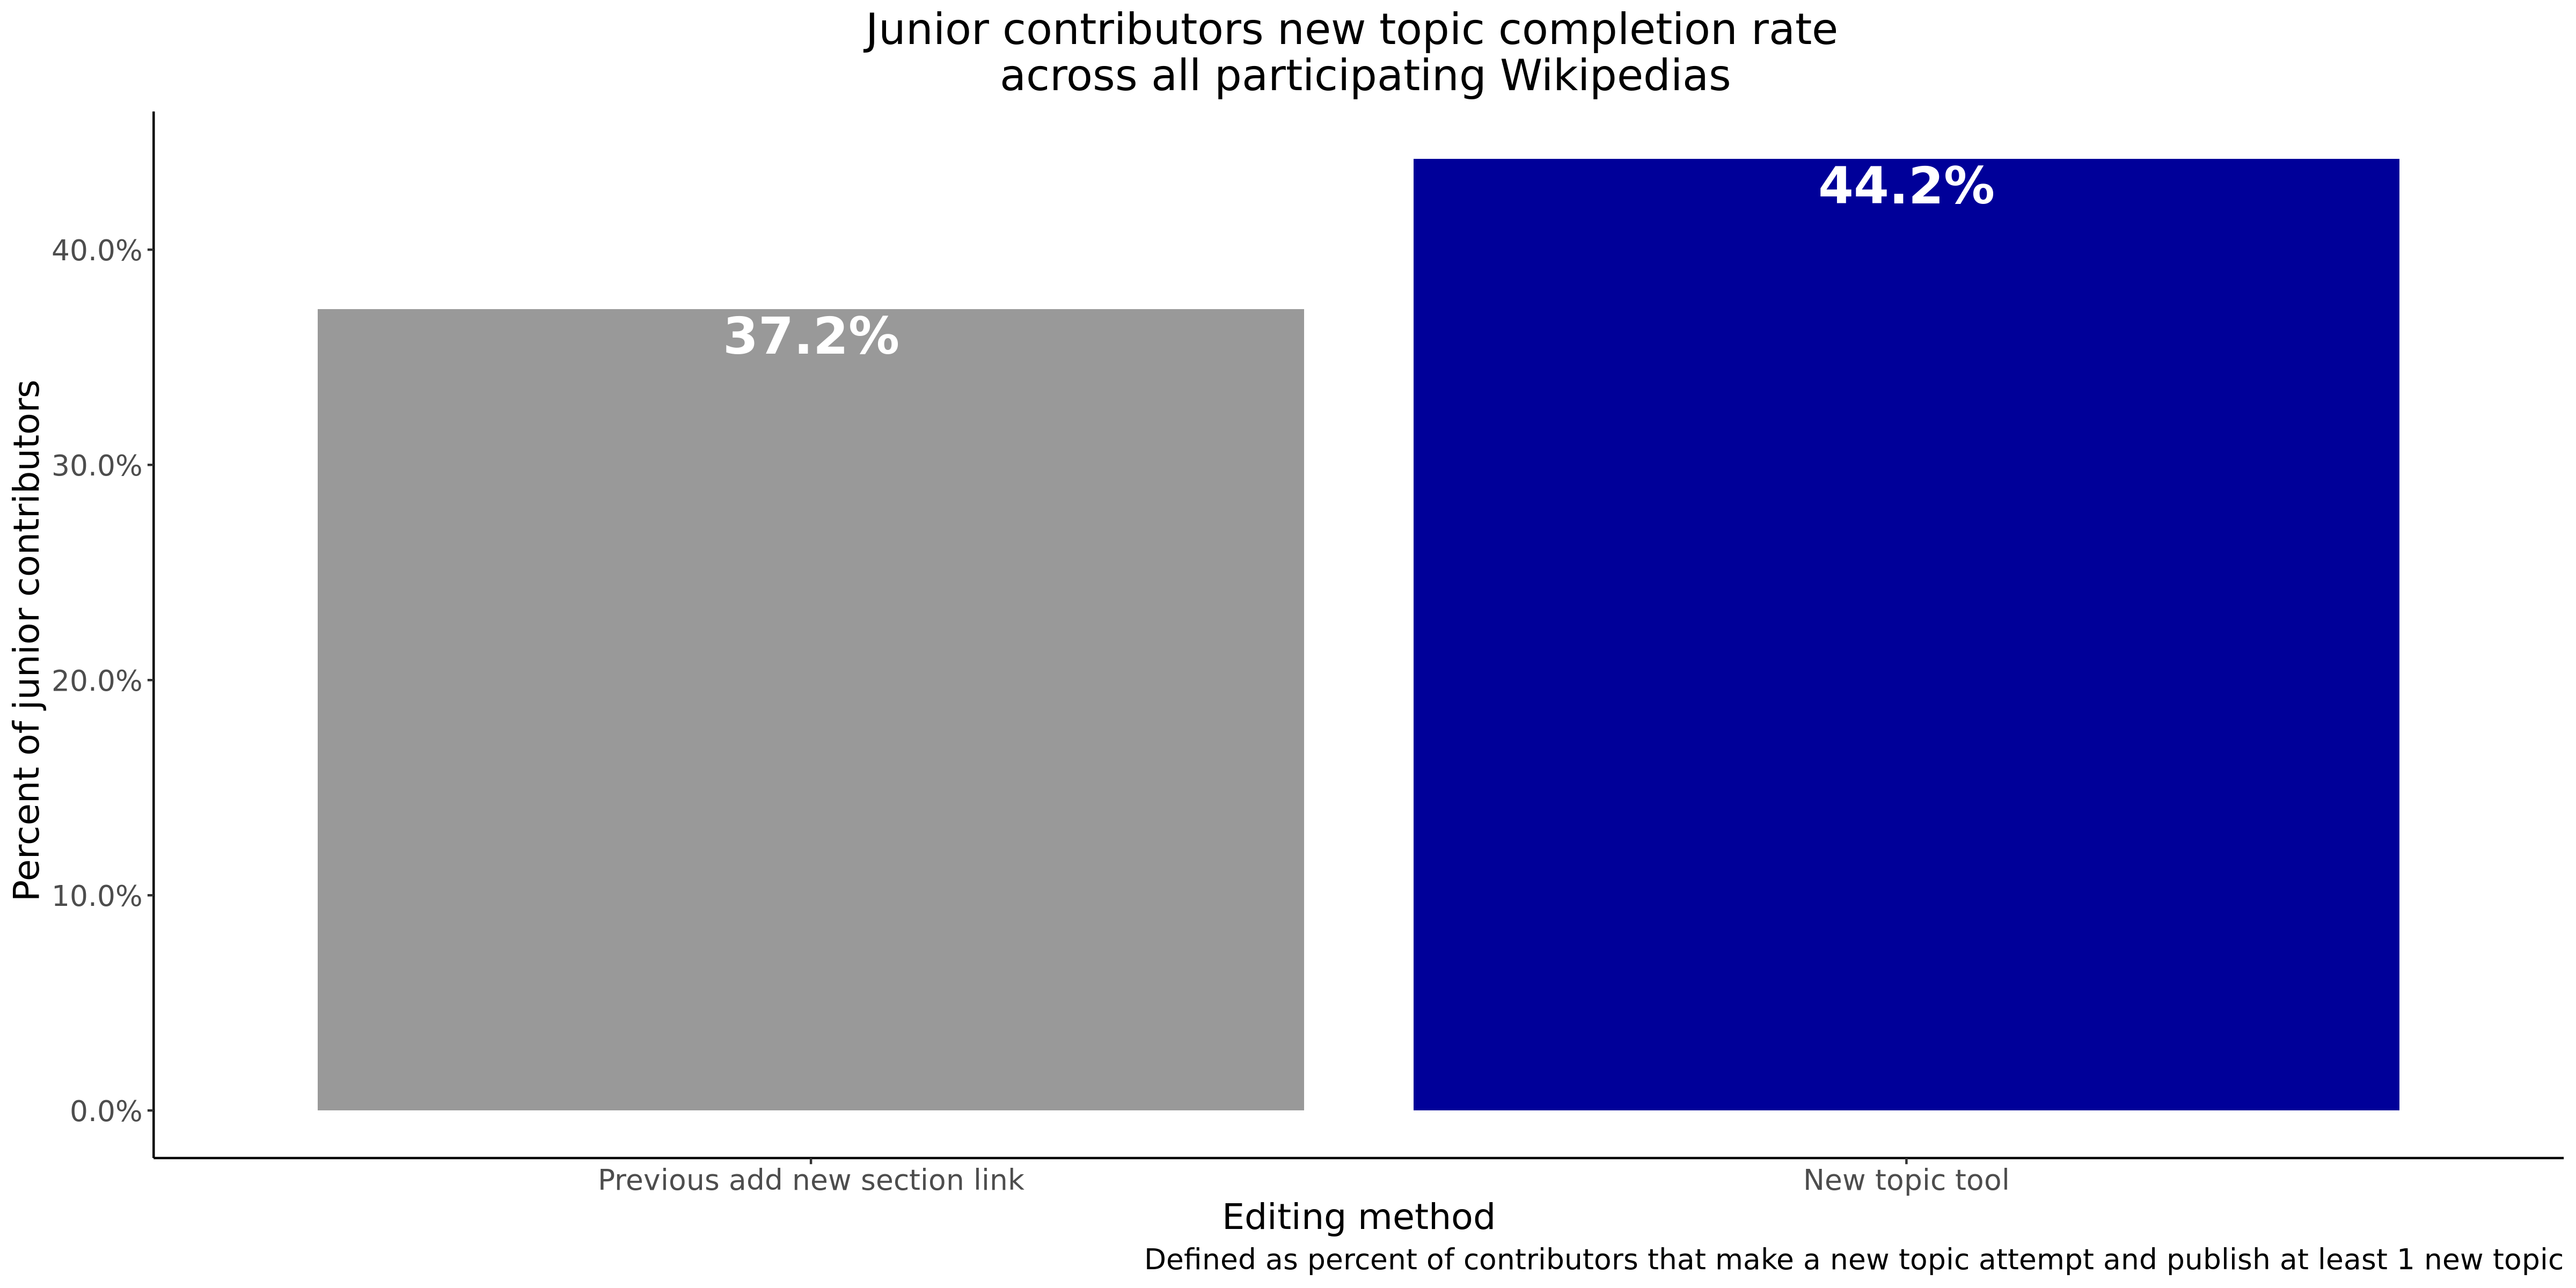 Junior contributors new topic completion rate
across all participating Wikipedias
Percent of junior contributors
40.0%
30.0%
20.0%
10.0%
0.0%
37.2%
44.2%
Previous add new section link
New topic tool
Editing method
Defined as percent of contributors that make a new topic attempt and publish at least 1 new topic